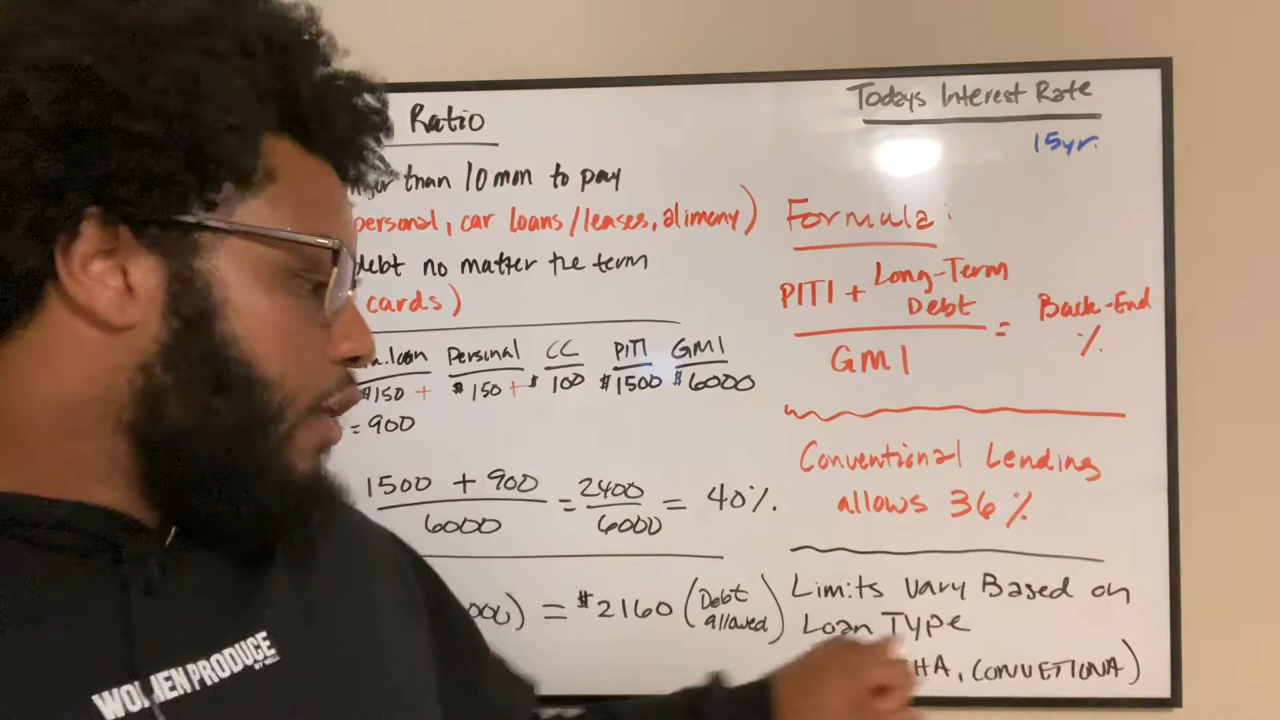 Ratio
than 10 mon to pay
personal, car loans/leases, alimony)
debt no matter the term
cards)
loan Personal CC PITI GMI
$150 + $150 + $100 $1500 $6000
= 900
1500 + 900 / 6000 = 2400 / 6000 = 40%.
) = $2160 (Debt allowed)
Todays Interest Rate
15yr.
Formula:
PITI + Long-Term Debt / GMI = Back-End %
Conventional Lending
allows 36%
Limits Vary Based on
Loan Type
HA, CONVETIONA)
WOMENPRODUCE